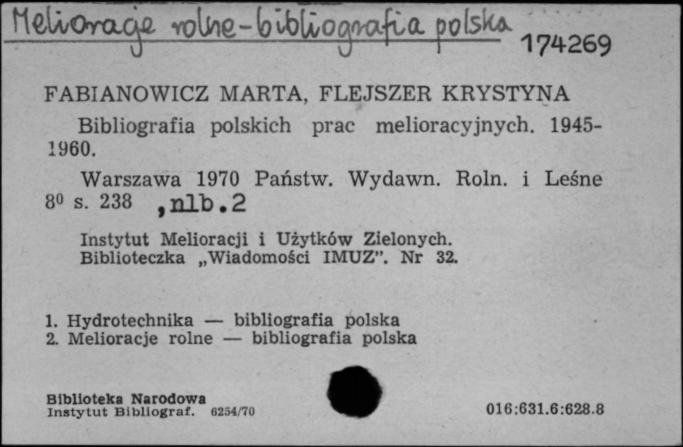 Melioracje rolne - bibliografia polska
174269
FABIANOWICZ MARTA, FLEJSZER KRYSTYNA
Bibliografia polskich prac melioracyjnych. 1945-
1960.
Warszawa 1970 Państw. Wydawn. Roln. i Leśne
8⁰ s. 238 , nlb. 2
Instytut Melioracji i Użytków Zielonych.
Biblioteczka „Wiadomości IMUZ”. Nr 32.
1. Hydrotechnika — bibliografia polska
2. Melioracje rolne — bibliografia polska
Biblioteka Narodowa
Instytut Bibliograf. 6254/70
016:631.6:628.8